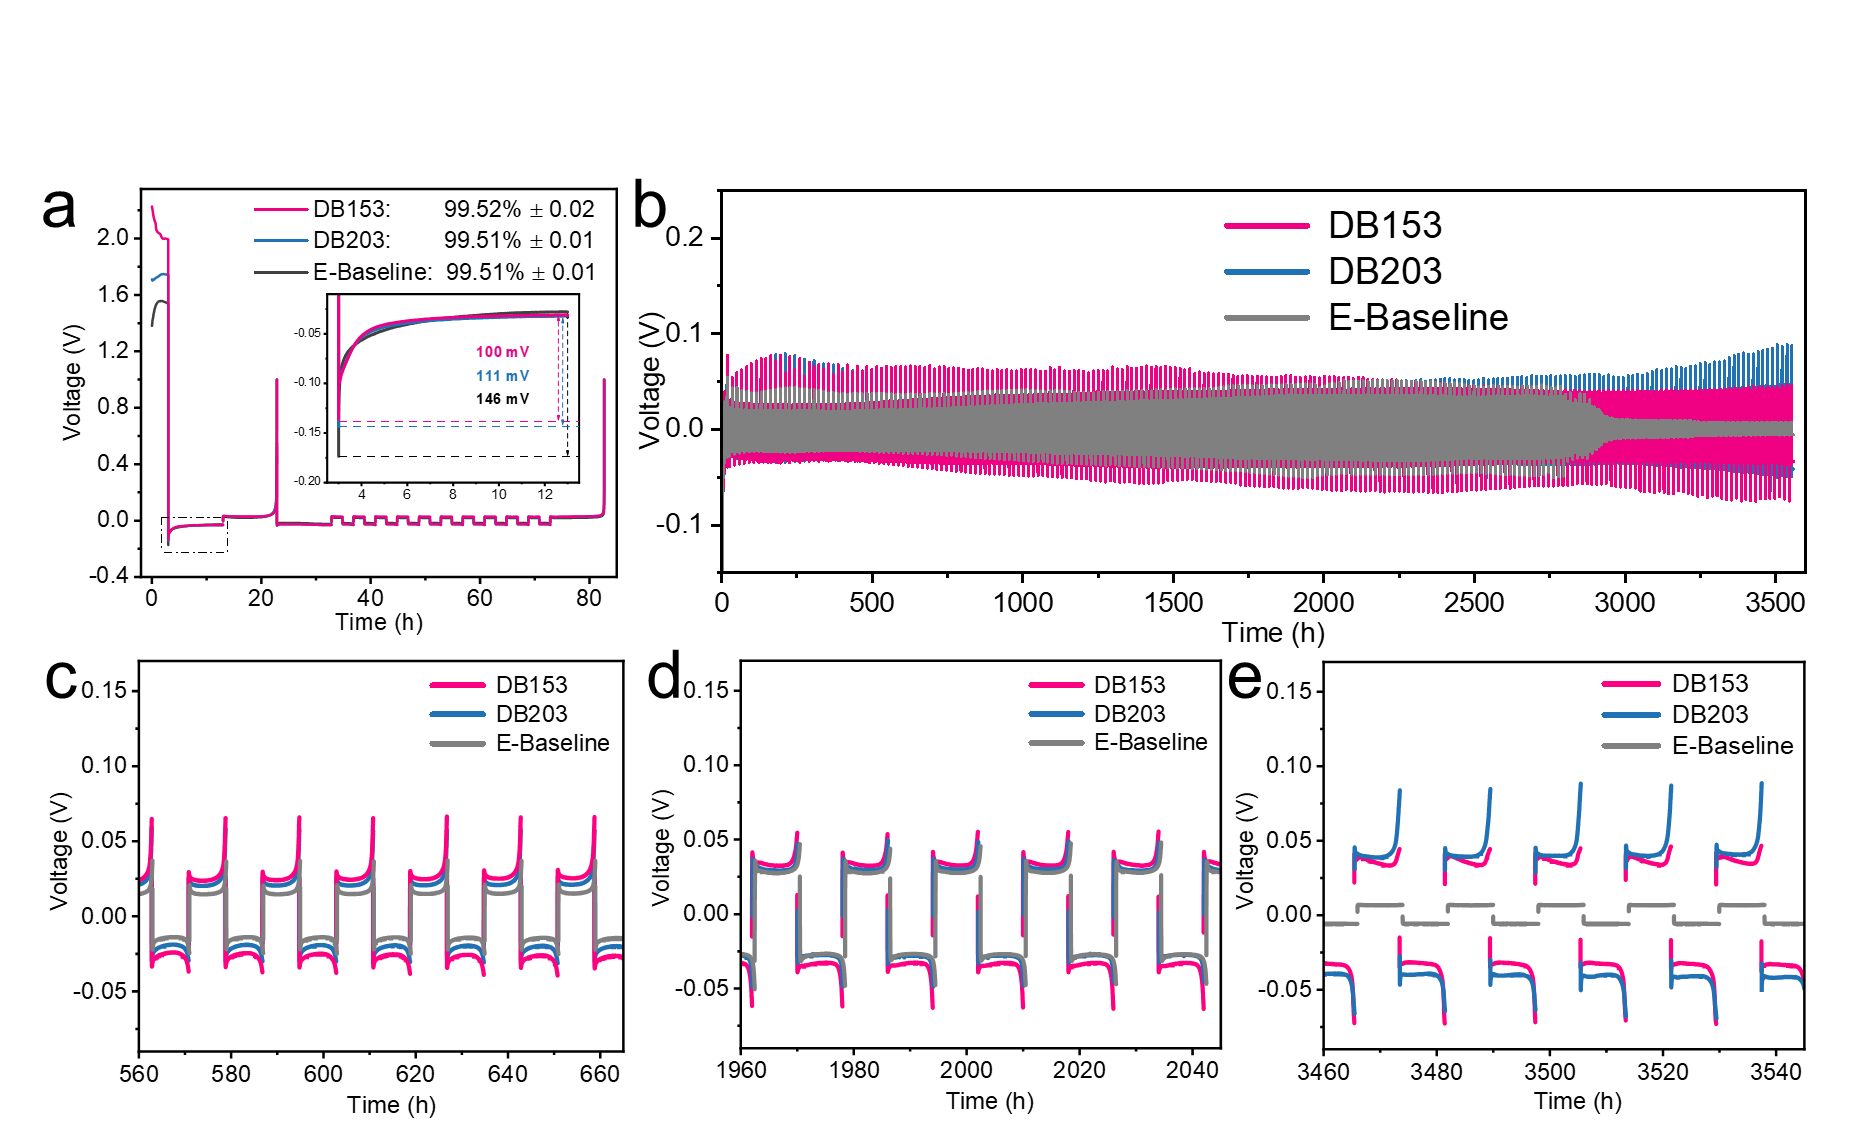 a
DB153: 99.52% ± 0.02
DB203: 99.51% ± 0.01
E-Baseline: 99.51% ± 0.01
Voltage (V)
2.0
1.6
1.2
0.8
0.4
0.0
-0.4
0 20 40 60 80
Time (h)
-0.05
-0.10
-0.15
-0.20
4 6 8 10 12
100 mV
111 mV
146 mV
b
DB153
DB203
E-Baseline
Voltage (V)
0.2
0.1
0.0
-0.1
0 500 1000 1500 2000 2500 3000 3500
Time (h)
c
DB153
DB203
E-Baseline
Voltage (V)
0.15
0.10
0.05
0.00
-0.05
560 580 600 620 640 660
Time (h)
d
DB153
DB203
E-Baseline
Voltage (V)
0.15
0.10
0.05
0.00
-0.05
1960 1980 2000 2020 2040
Time (h)
e
DB153
DB203
E-Baseline
Voltage (V)
0.15
0.10
0.05
0.00
-0.05
3460 3480 3500 3520 3540
Time (h)